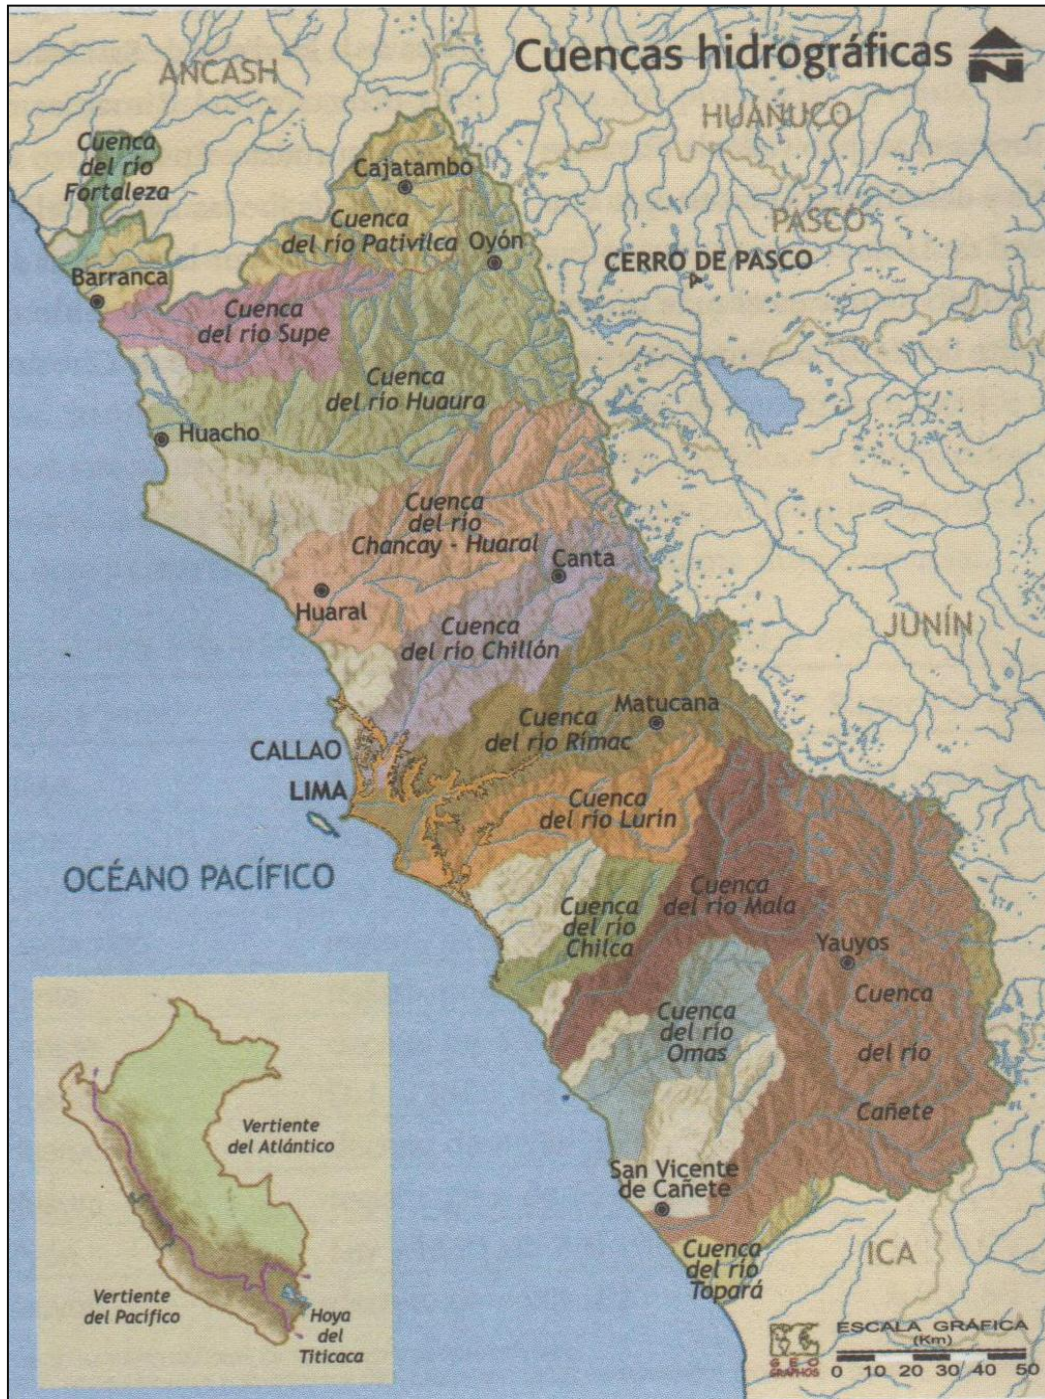 Cuencas hidrográficas
N
ANCASH
HUÁNUCO
Cuenca
del río
Fortaleza
Cajatambo
Cuenca
del río Pativilca
Oyón
PASCO
CERRO DE PASCO
Barranca
Cuenca
del río Supe
Cuenca
del río Huaura
Huacho
Cuenca
del río
Chancay - Huaral
Canta
Huaral
JUNÍN
Cuenca
del río Chillón
Matucana
Cuenca
del río Rímac
CALLAO
LIMA
Cuenca
del río Lurín
OCÉANO PACÍFICO
Cuenca
del río Mala
Cuenca
del río
Chilca
Yauyos
Cuenca
del río
Cañete
Cuenca
del río
Omas
San Vicente
de Cañete
Cuenca
del río
Topará
ICA
Vertiente
del Atlántico
Vertiente
del Pacífico
Hoya
del
Titicaca
GEO
GRAPHOS
ESCALA GRÁFICA
(Km)
0 10 20 30 40 50